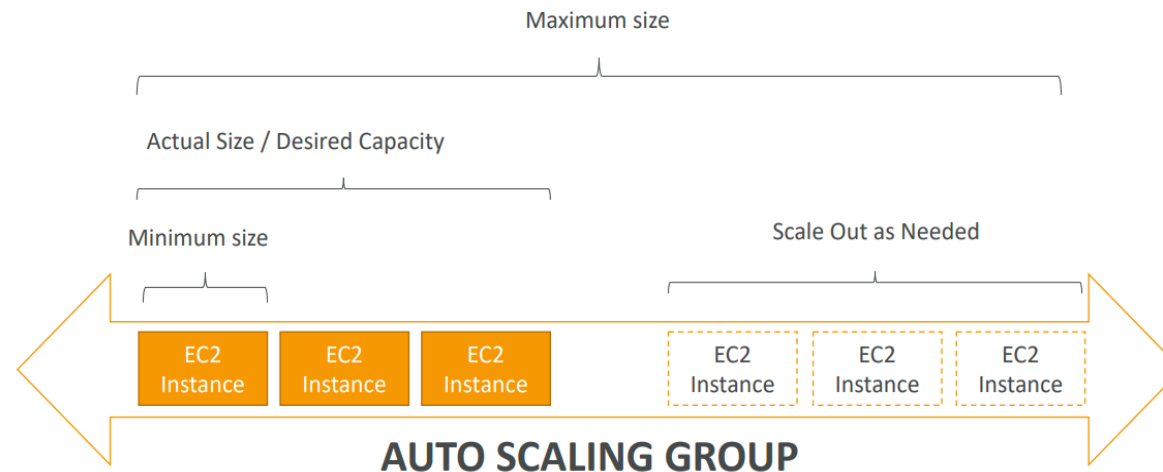 Maximum size
Actual Size / Desired Capacity
Minimum size
Scale Out as Needed
EC2
Instance
EC2
Instance
EC2
Instance
EC2
Instance
EC2
Instance
EC2
Instance
AUTO SCALING GROUP